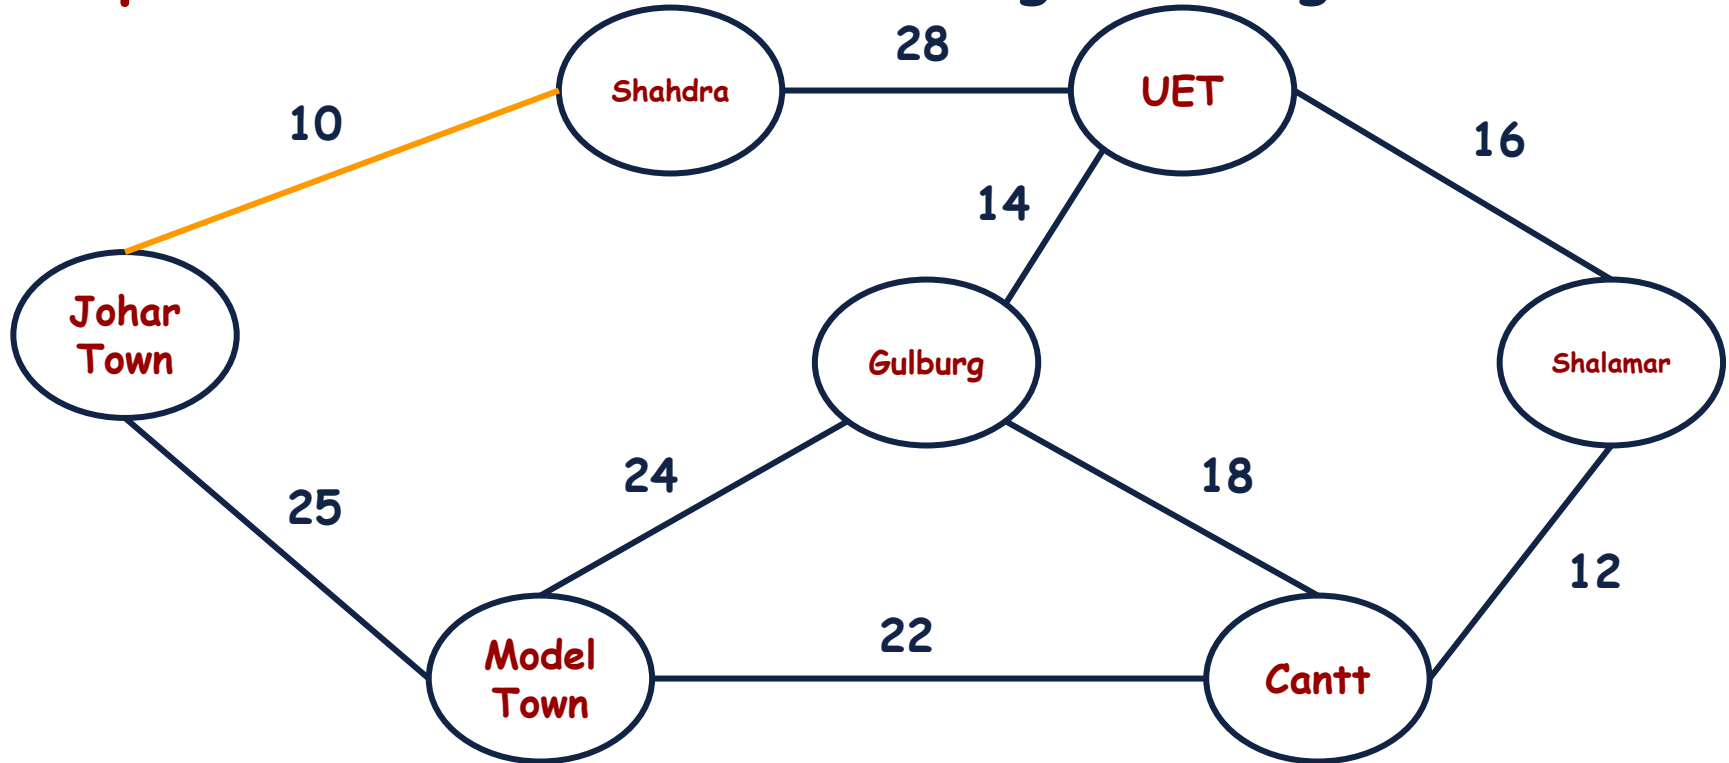 28
Shahdra
UET
10
16
14
Johar
Town
Gulburg
Shalamar
24
18
25
12
22
Model
Town
Cantt